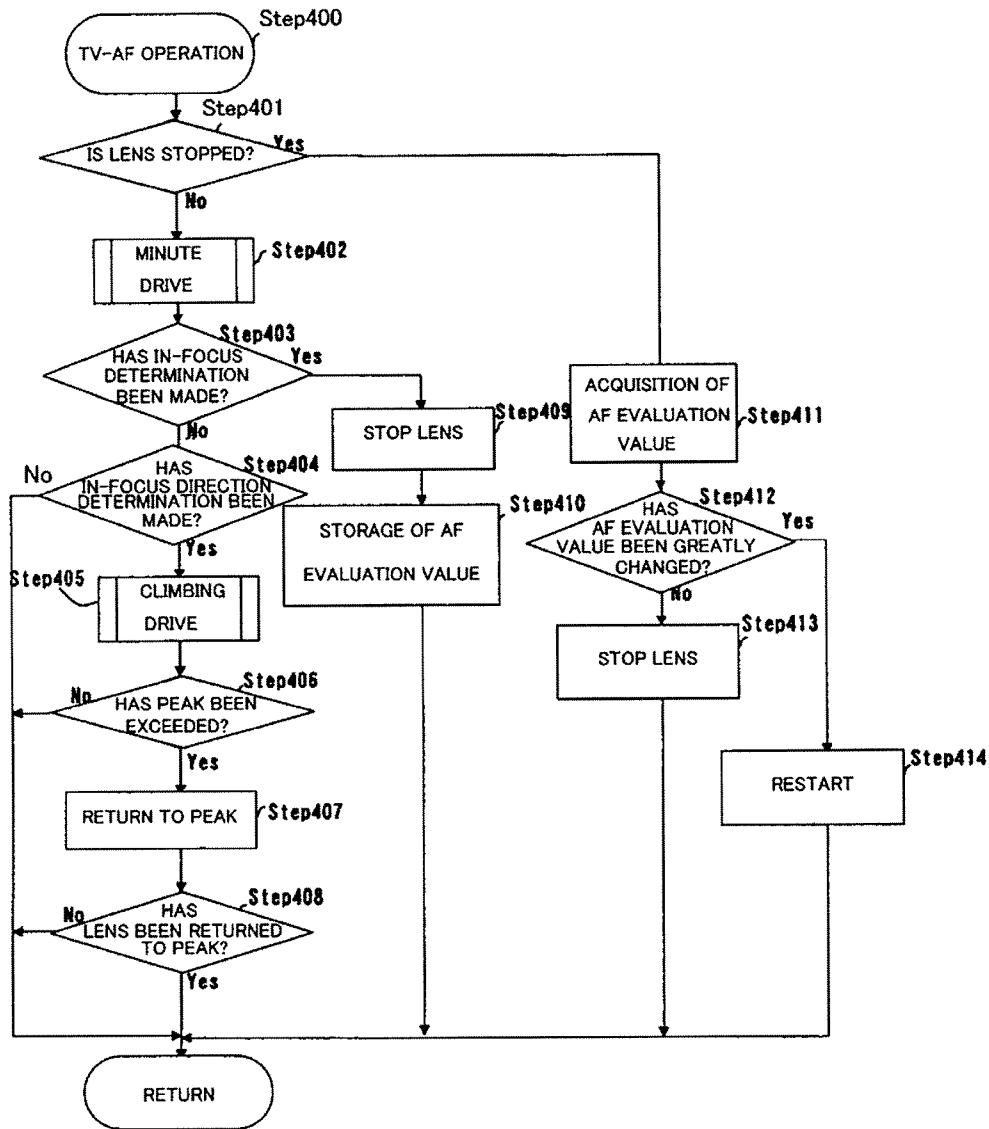 Step400
TV-AF OPERATION
Step401
IS LENS STOPPED?
Yes
No
MINUTE
DRIVE
Step402
Step403
HAS IN-FOCUS
DETERMINATION
BEEN MADE?
Yes
No
Step404
HAS
IN-FOCUS DIRECTION
DETERMINATION BEEN
MADE?
No
Yes
Step405
CLIMBING
DRIVE
Step406
HAS PEAK BEEN
EXCEEDED?
No
Yes
RETURN TO PEAK
Step407
Step408
HAS
LENS BEEN RETURNED
TO PEAK?
No
Yes
RETURN
Step409
STOP LENS
Step410
STORAGE OF AF
EVALUATION VALUE
ACQUISITION OF
AF EVALUATION
VALUE
Step411
Step412
HAS
AF EVALUATION
VALUE BEEN GREATLY
CHANGED?
Yes
No
Step413
STOP LENS
Step414
RESTART